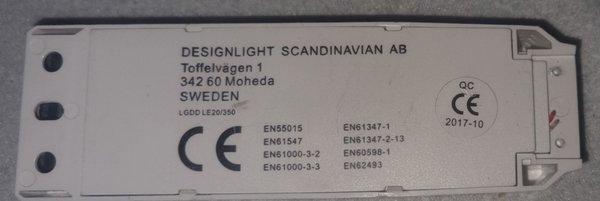 DESIGNLIGHT SCANDINAVIAN AB
Toffelvägen 1
342 60 Moheda
SWEDEN
LGDD LE20/350
CE
EN55015
EN61547
EN61000-3-2
EN61000-3-3
EN61347-1
EN61347-2-13
EN60598-1
EN62493
QC
CE
2017-10